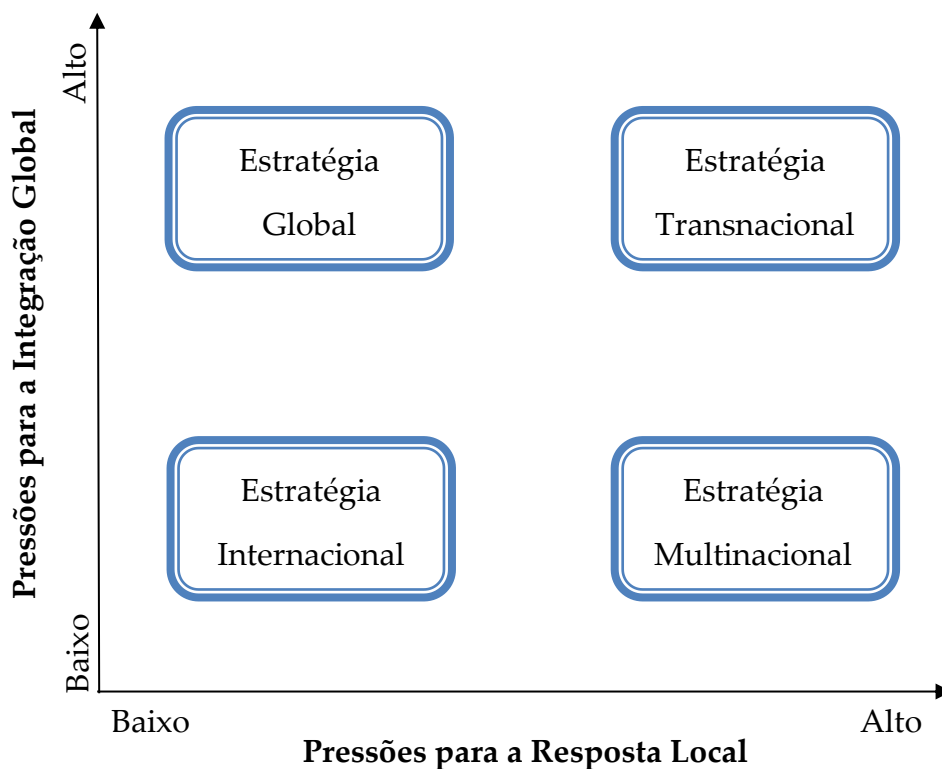 Alto
Pressões para a Integração Global
Baixo
Estratégia
Global
Estratégia
Transnacional
Estratégia
Internacional
Estratégia
Multinacional
Baixo
Alto
Pressões para a Resposta Local